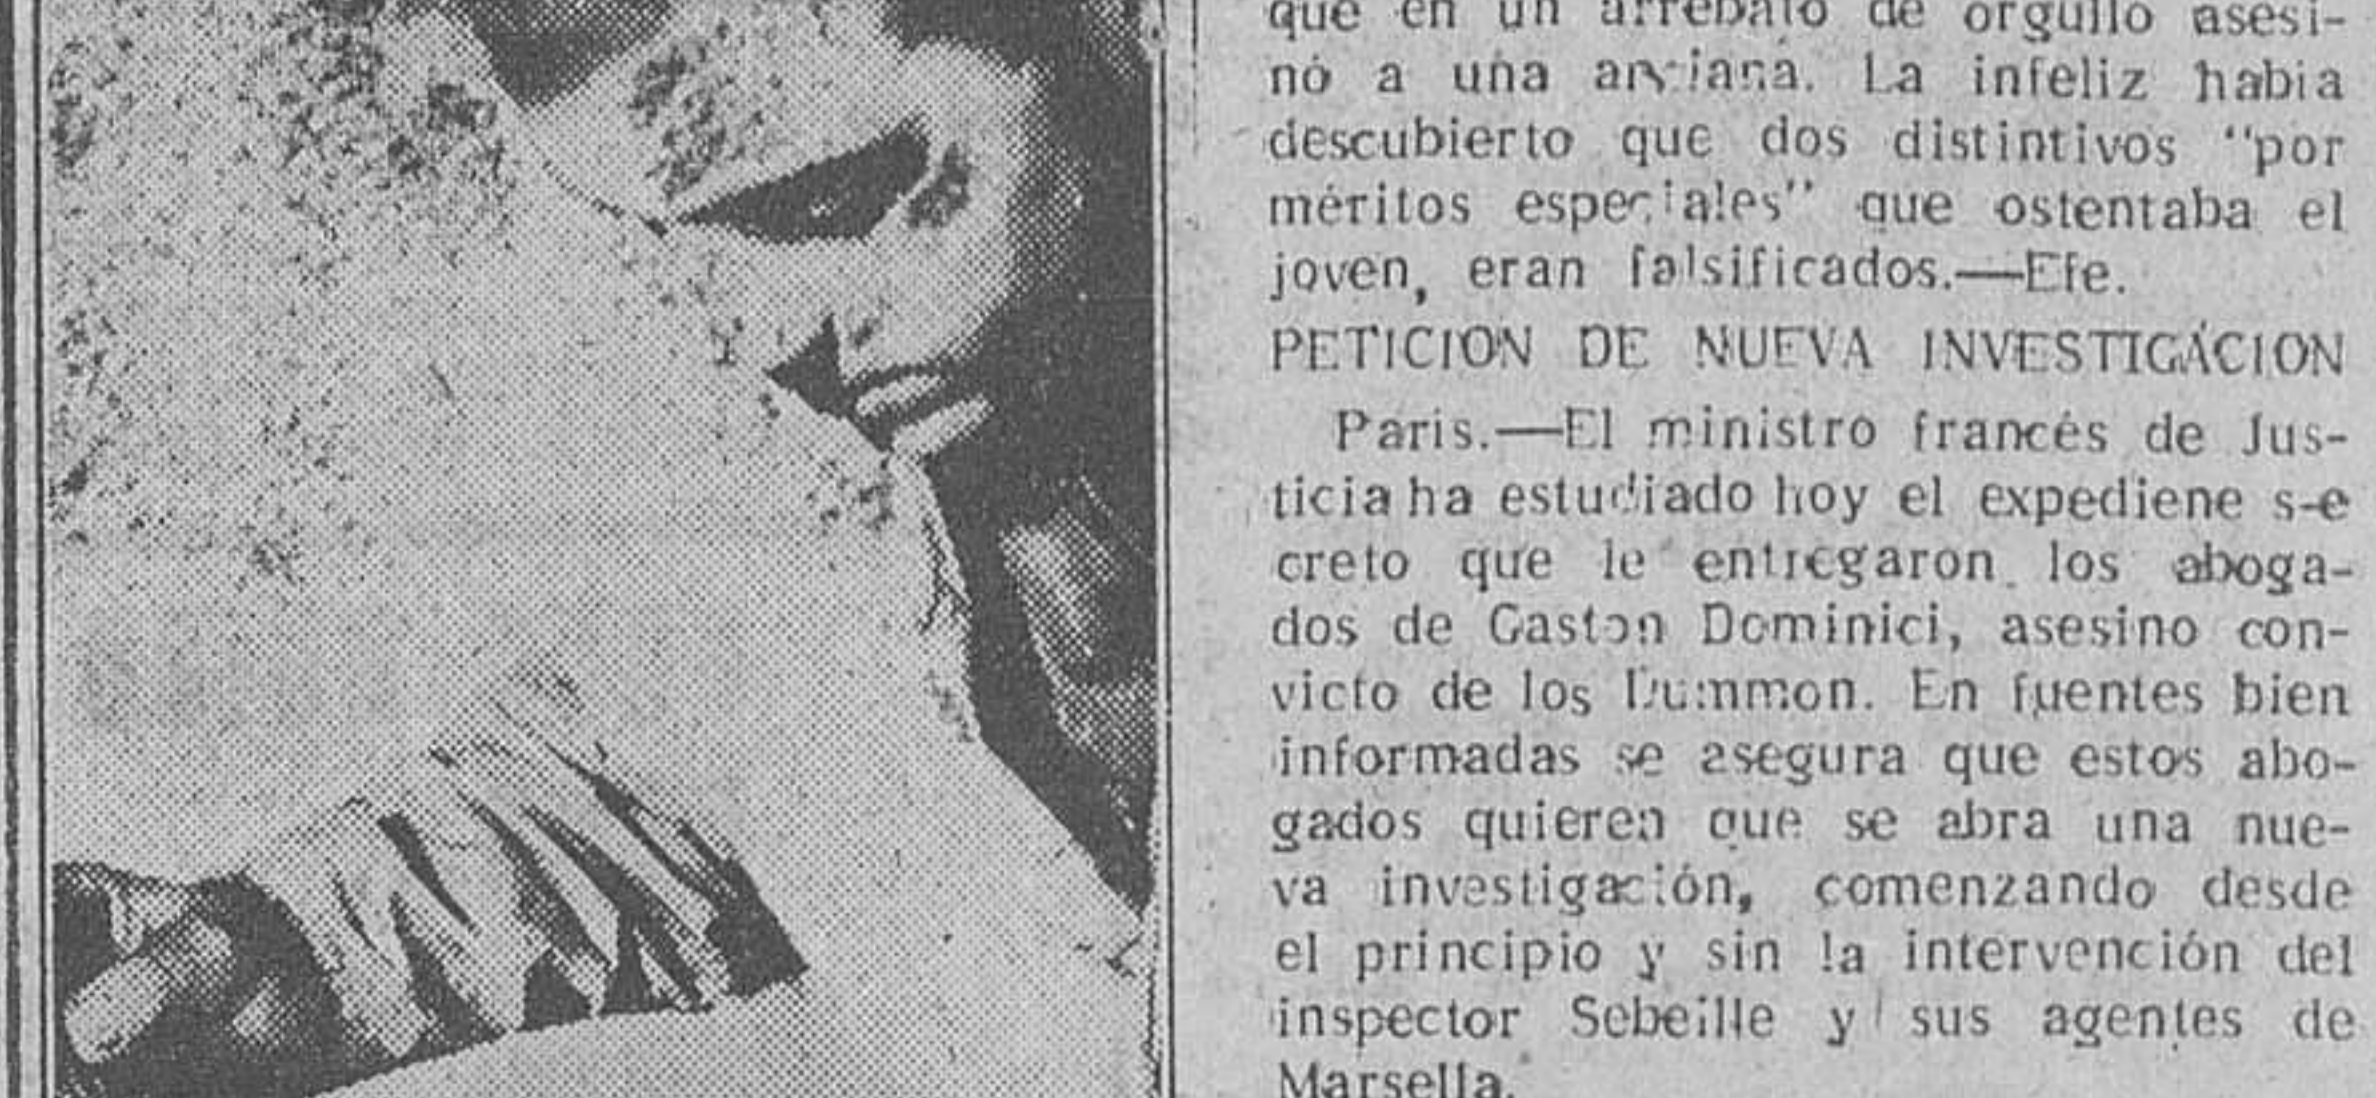 que en un arrebato de orgullo asesi-
nó a una anciana. La infeliz habia
descubierto que dos distintivos "por
méritos especiales" que ostentaba el
joven, eran falsificados.—Efe.
PETICION DE NUEVA INVESTIGACION
Paris.—El ministro francés de Jus-
ticia ha estudiado hoy el expediene s-e
creto que le entregaron los aboga-
dos de Gaston Dominici, asesino con-
victo de los Dummon. En fuentes bien
informadas se asegura que estos abo-
gados quieren que se abra una nue-
va investigación, comenzando desde
el principio y sin la intervención del
inspector Sebeille y sus agentes de
Marsella.